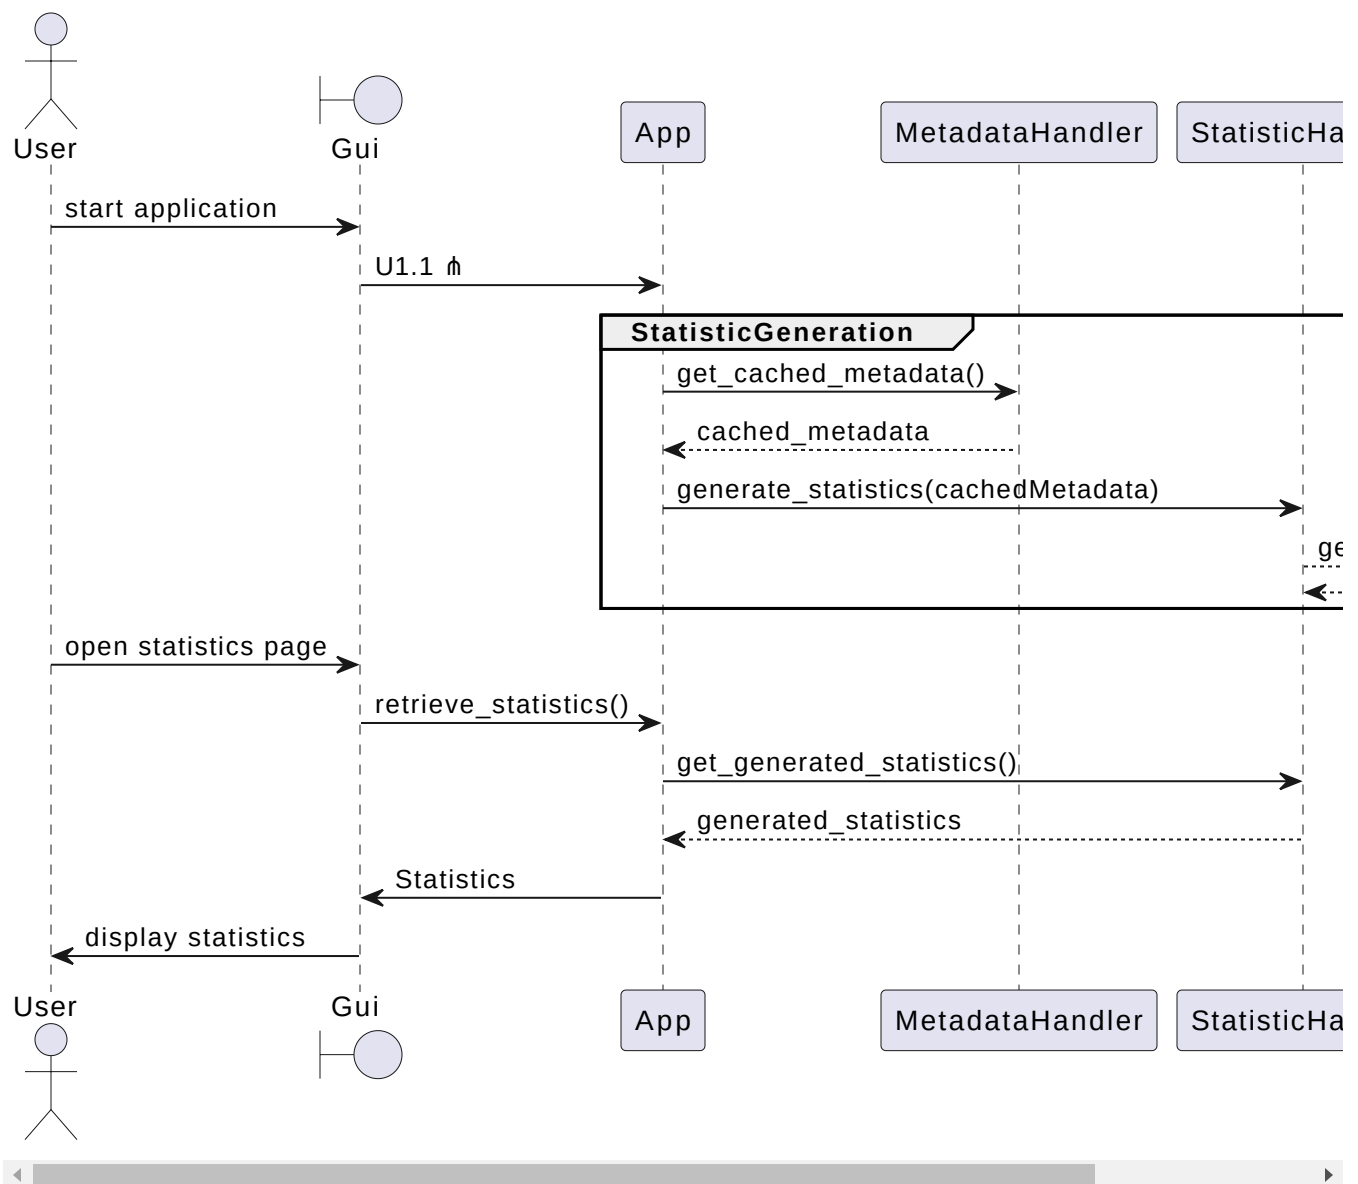 User
Gui
App
MetadataHandler
StatisticHa
start application
U1.1 ⋔
StatisticGeneration
get_cached_metadata()
cached_metadata
generate_statistics(cachedMetadata)
ge
open statistics page
retrieve_statistics()
get_generated_statistics()
generated_statistics
Statistics
display statistics
User
Gui
App
MetadataHandler
StatisticHa